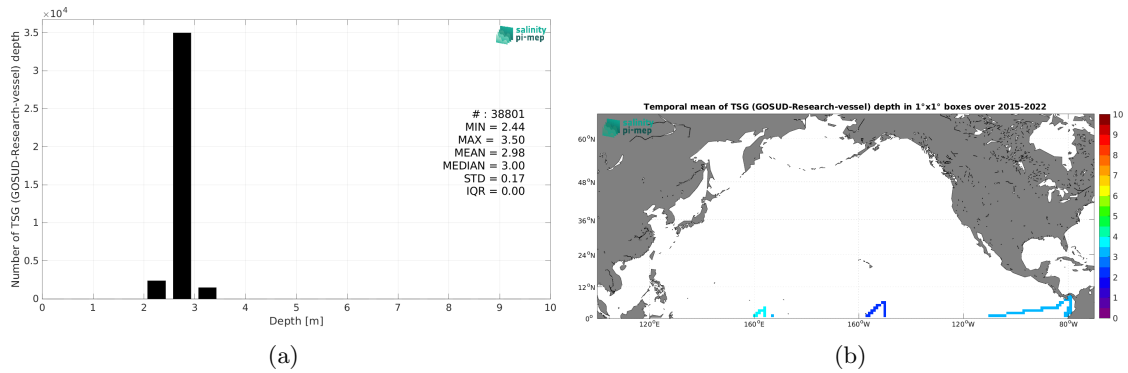 ×10⁴
3.5
3
2.5
2
1.5
1
0.5
0
Number of TSG (GOSUD-Research-vessel) depth
salinity
pi-mep
# : 38801
MIN = 2.44
MAX = 3.50
MEAN = 2.98
MEDIAN = 3.00
STD = 0.17
IQR = 0.00
0 1 2 3 4 5 6 7 8 9 10
Depth [m]
(a)
Temporal mean of TSG (GOSUD-Research-vessel) depth in 1°x1° boxes over 2015-2022
salinity
pi-mep
60°N
48°N
36°N
24°N
12°N
0°
120°E 160°E 160°W 120°W 80°W
10
9
8
7
6
5
4
3
2
1
0
(b)